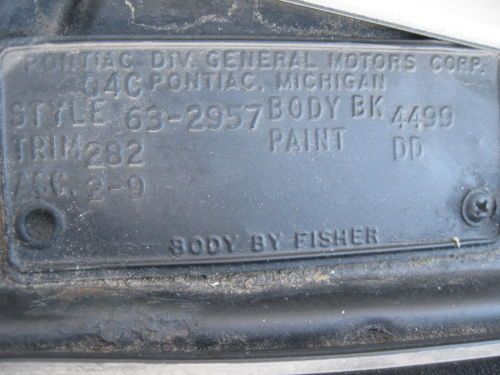 PONTIAC DIV. GENERAL MOTORS CORP.
04C PONTIAC, MICHIGAN
STYLE 63-2957 BODY BK 4499
TRIM 282 PAINT DD
ACC. 2-9
BODY BY FISHER